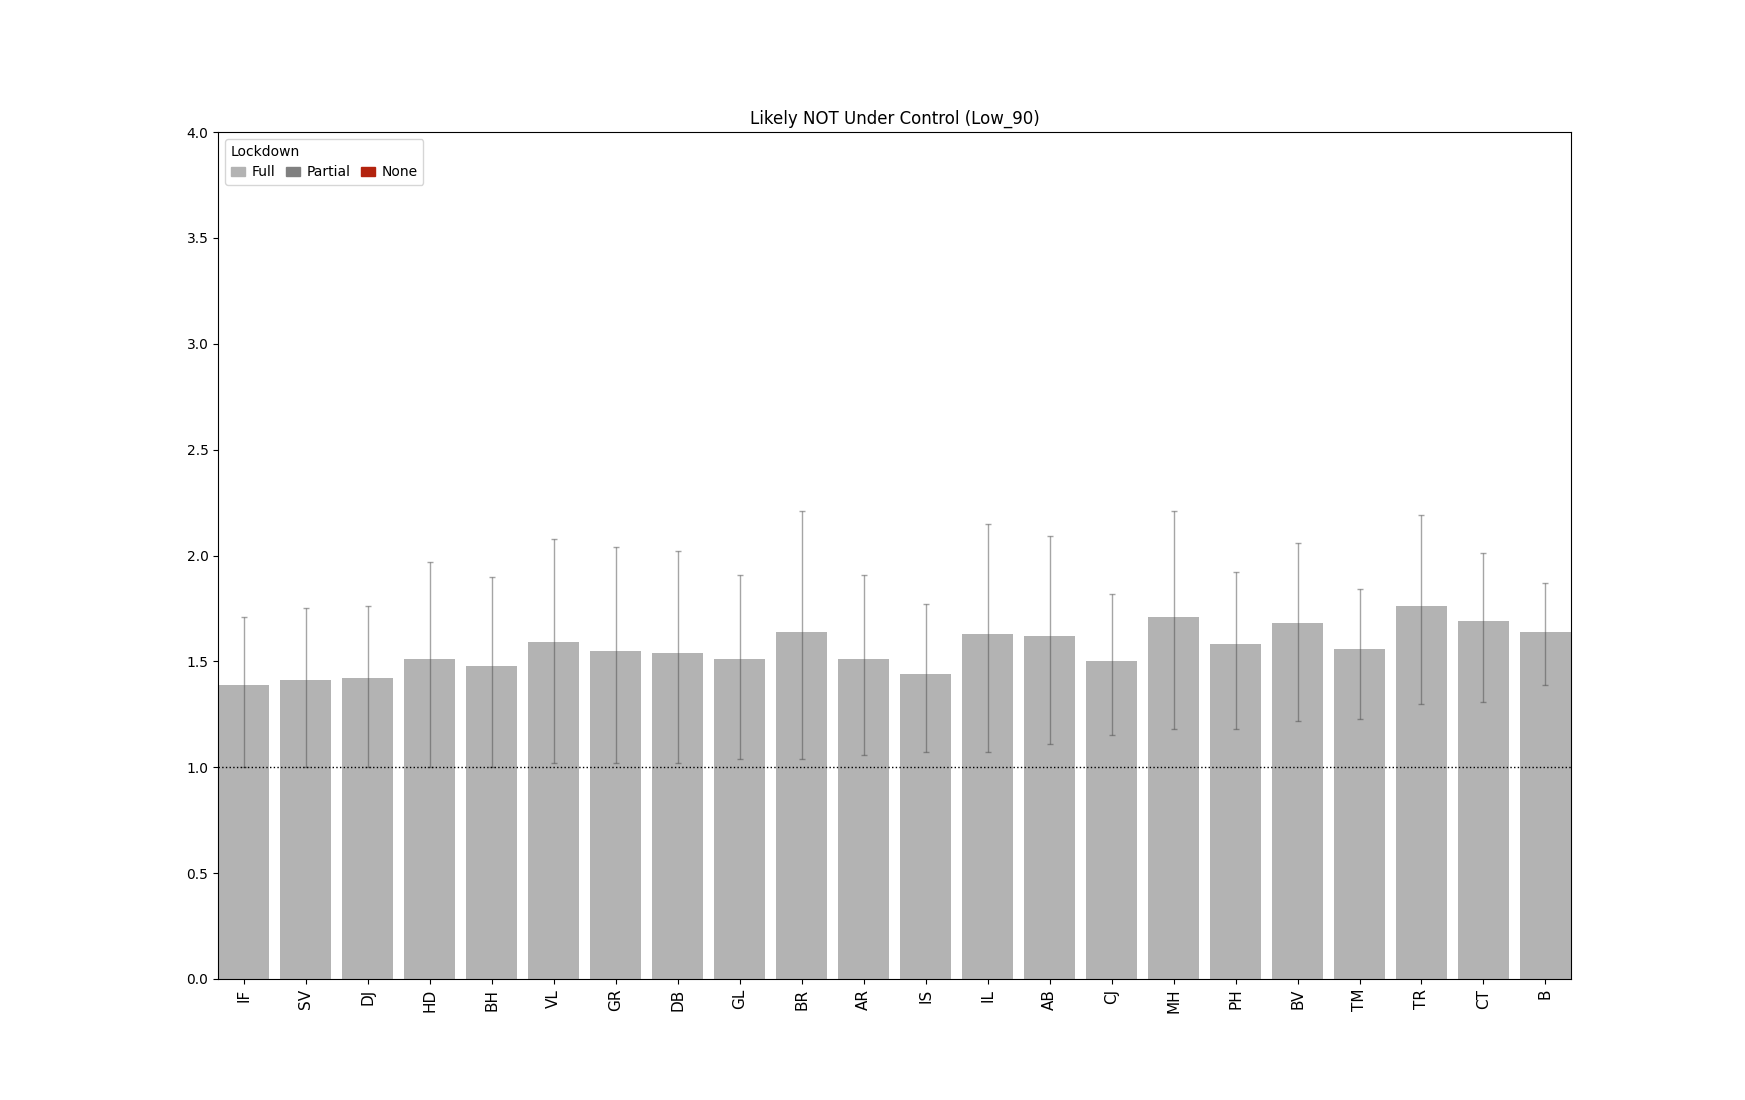 Likely NOT Under Control (Low_90)
Lockdown
Full Partial None
4.0
3.5
3.0
2.5
2.0
1.5
1.0
0.5
0.0
IF SV DJ HD BH VL GR DB GL BR AR IS IL AB CJ MH PH BV TM TR CT B